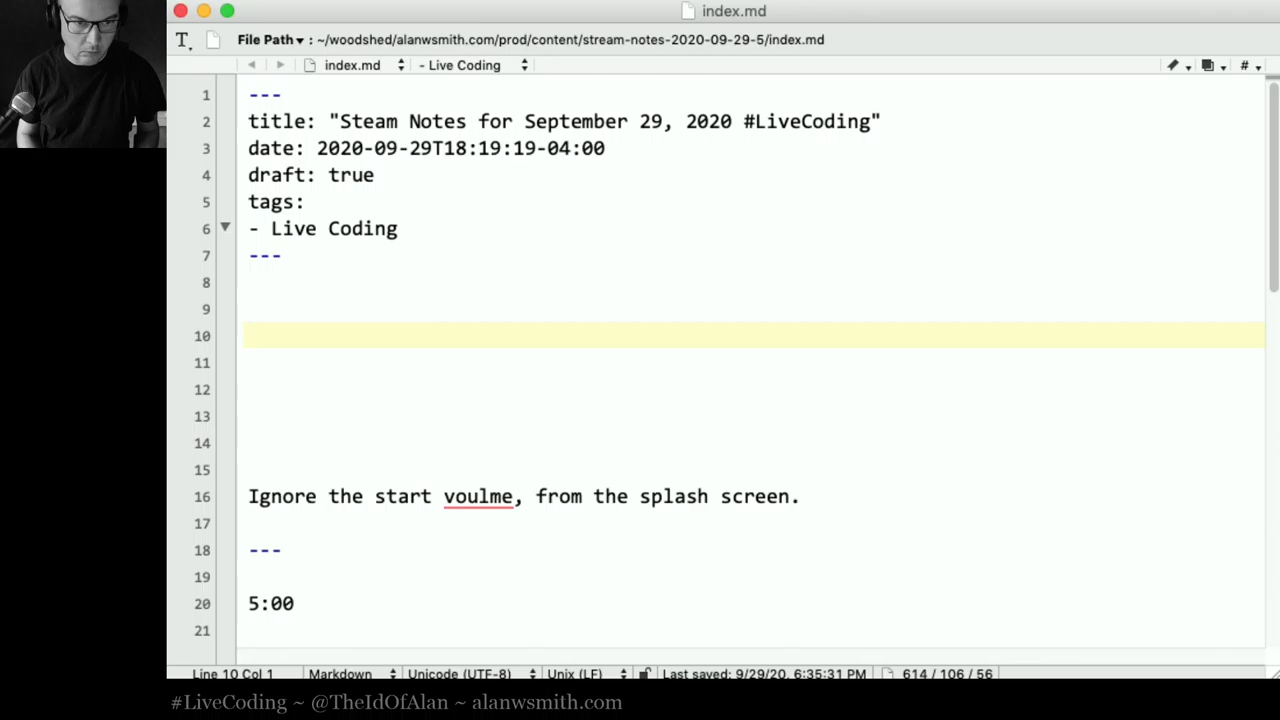 index.md
T. File Path▾ : ~/woodshed/alanwsmith.com/prod/content/stream-notes-2020-09-29-5/index.md
index.md - Live Coding #
1 ---
2 title: "Steam Notes for September 29, 2020 #LiveCoding"
3 date: 2020-09-29T18:19:19-04:00
4 draft: true
5 tags:
6 - Live Coding
7 ---
8
9
10
11
12
13
14
15
16 Ignore the start voulme, from the splash screen.
17
18 ---
19
20 5:00
21
Line 10 Col 1 Markdown Unicode (UTF-8) Unix (LF) Last saved: 9/29/20, 6:35:31 PM 614 / 106 / 56
#LiveCoding ~ @TheIdOfAlan ~ alanwsmith.com